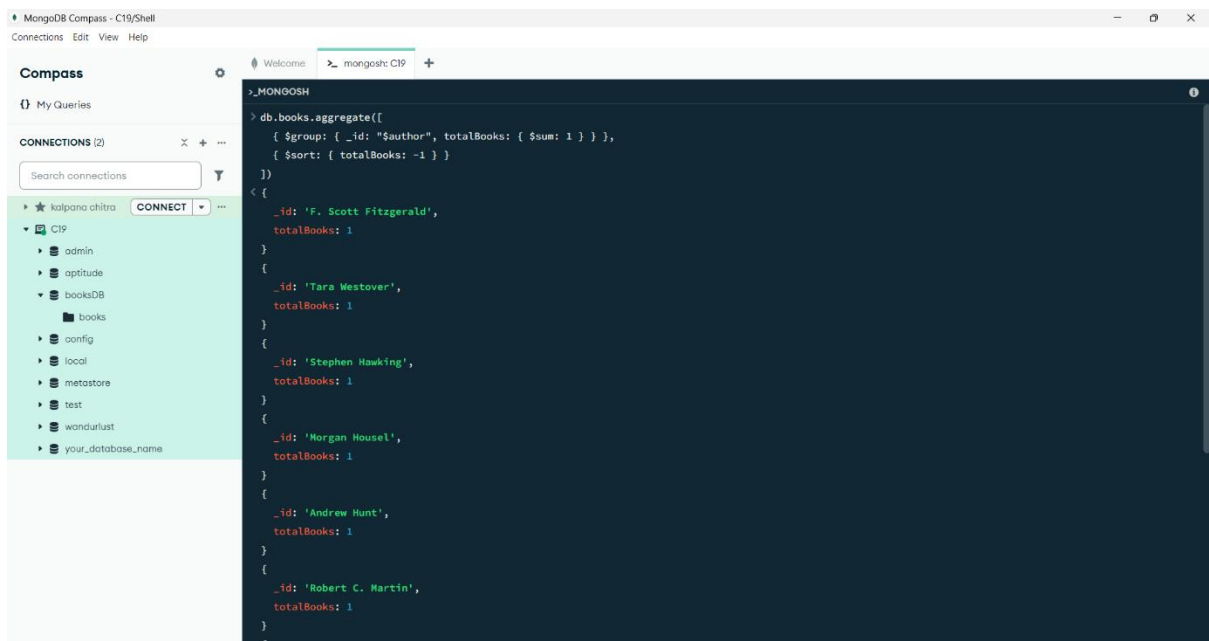 MongoDB Compass - C19/Shell
Connections Edit View Help
Compass
{} My Queries
CONNECTIONS (2)
Search connections
kalpana chitra CONNECT
C19
admin
aptitude
booksDB
books
config
local
metastore
test
wandurlust
your_database_name
Welcome
>_ mongosh: C19 +
>_MONGOSH
> db.books.aggregate([
{ $group: { _id: "$author", totalBooks: { $sum: 1 } } },
{ $sort: { totalBooks: -1 } }
])
< {
_id: 'F. Scott Fitzgerald',
totalBooks: 1
}
{
_id: 'Tara Westover',
totalBooks: 1
}
{
_id: 'Stephen Hawking',
totalBooks: 1
}
{
_id: 'Morgan Housel',
totalBooks: 1
}
{
_id: 'Andrew Hunt',
totalBooks: 1
}
{
_id: 'Robert C. Martin',
totalBooks: 1
}